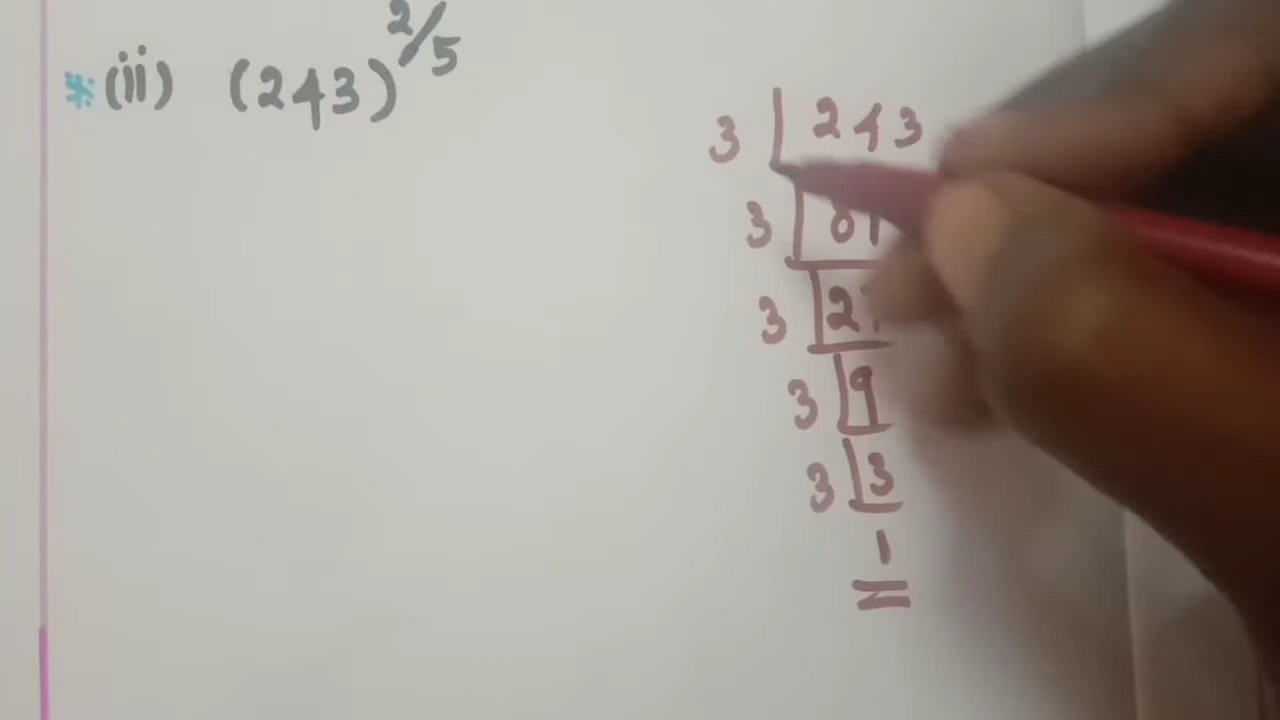 *(ii) (243)^2/5
3 | 243
3 | 81
3 | 27
3 | 9
3 | 3
1